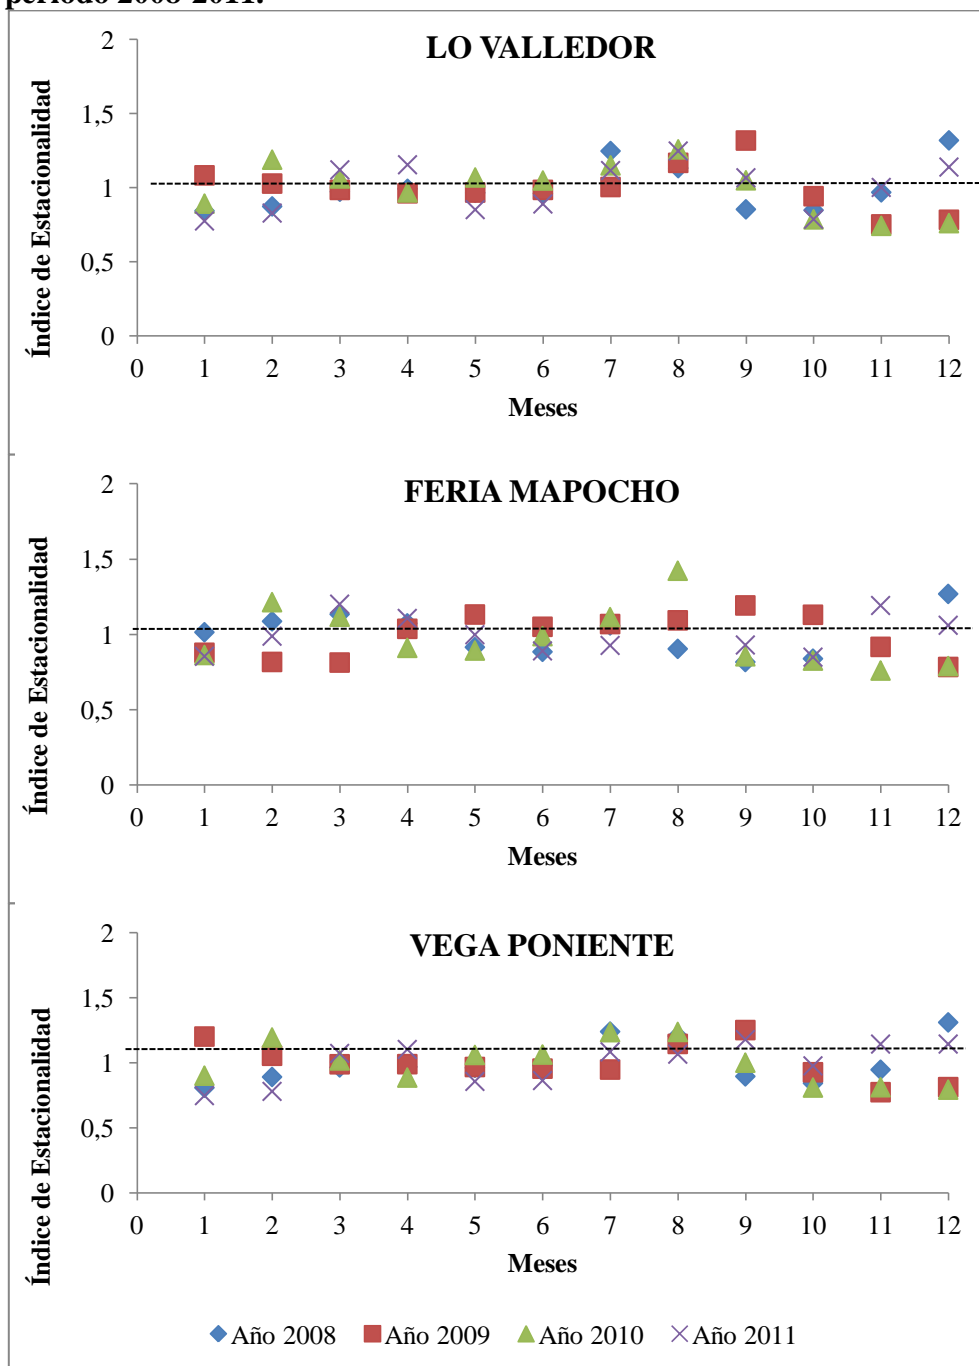 período 2008-2011.
LO VALLEDOR
Índice de Estacionalidad
2
1,5
1
0,5
0
0 1 2 3 4 5 6 7 8 9 10 11 12
Meses
FERIA MAPOCHO
Índice de Estacionalidad
2
1,5
1
0,5
0
0 1 2 3 4 5 6 7 8 9 10 11 12
Meses
VEGA PONIENTE
Índice de Estacionalidad
2
1,5
1
0,5
0
0 1 2 3 4 5 6 7 8 9 10 11 12
Meses
Año 2008 Año 2009 Año 2010 Año 2011